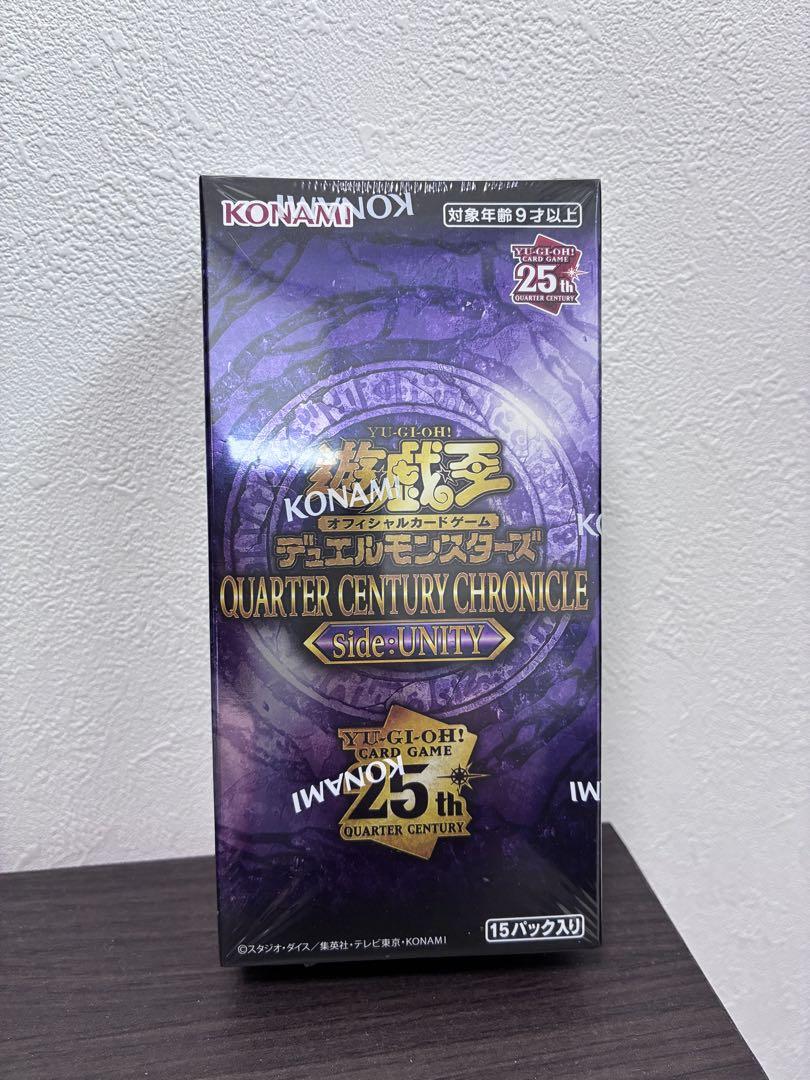 KONAMI
KONAMI
対象年齢9才以上
YU-GI-OH!
CARD GAME
25th
QUARTER CENTURY
YU-GI-OH!
遊戯王
KONAMI
オフィシャルカードゲーム
デュエルモンスターズ
QUARTER CENTURY CHRONICLE
side:UNITY
YU-GI-OH!
CARD GAME
KONAMI
25th
QUARTER CENTURY
15パック入り
©スタジオ・ダイス/集英社・テレビ東京・KONAMI